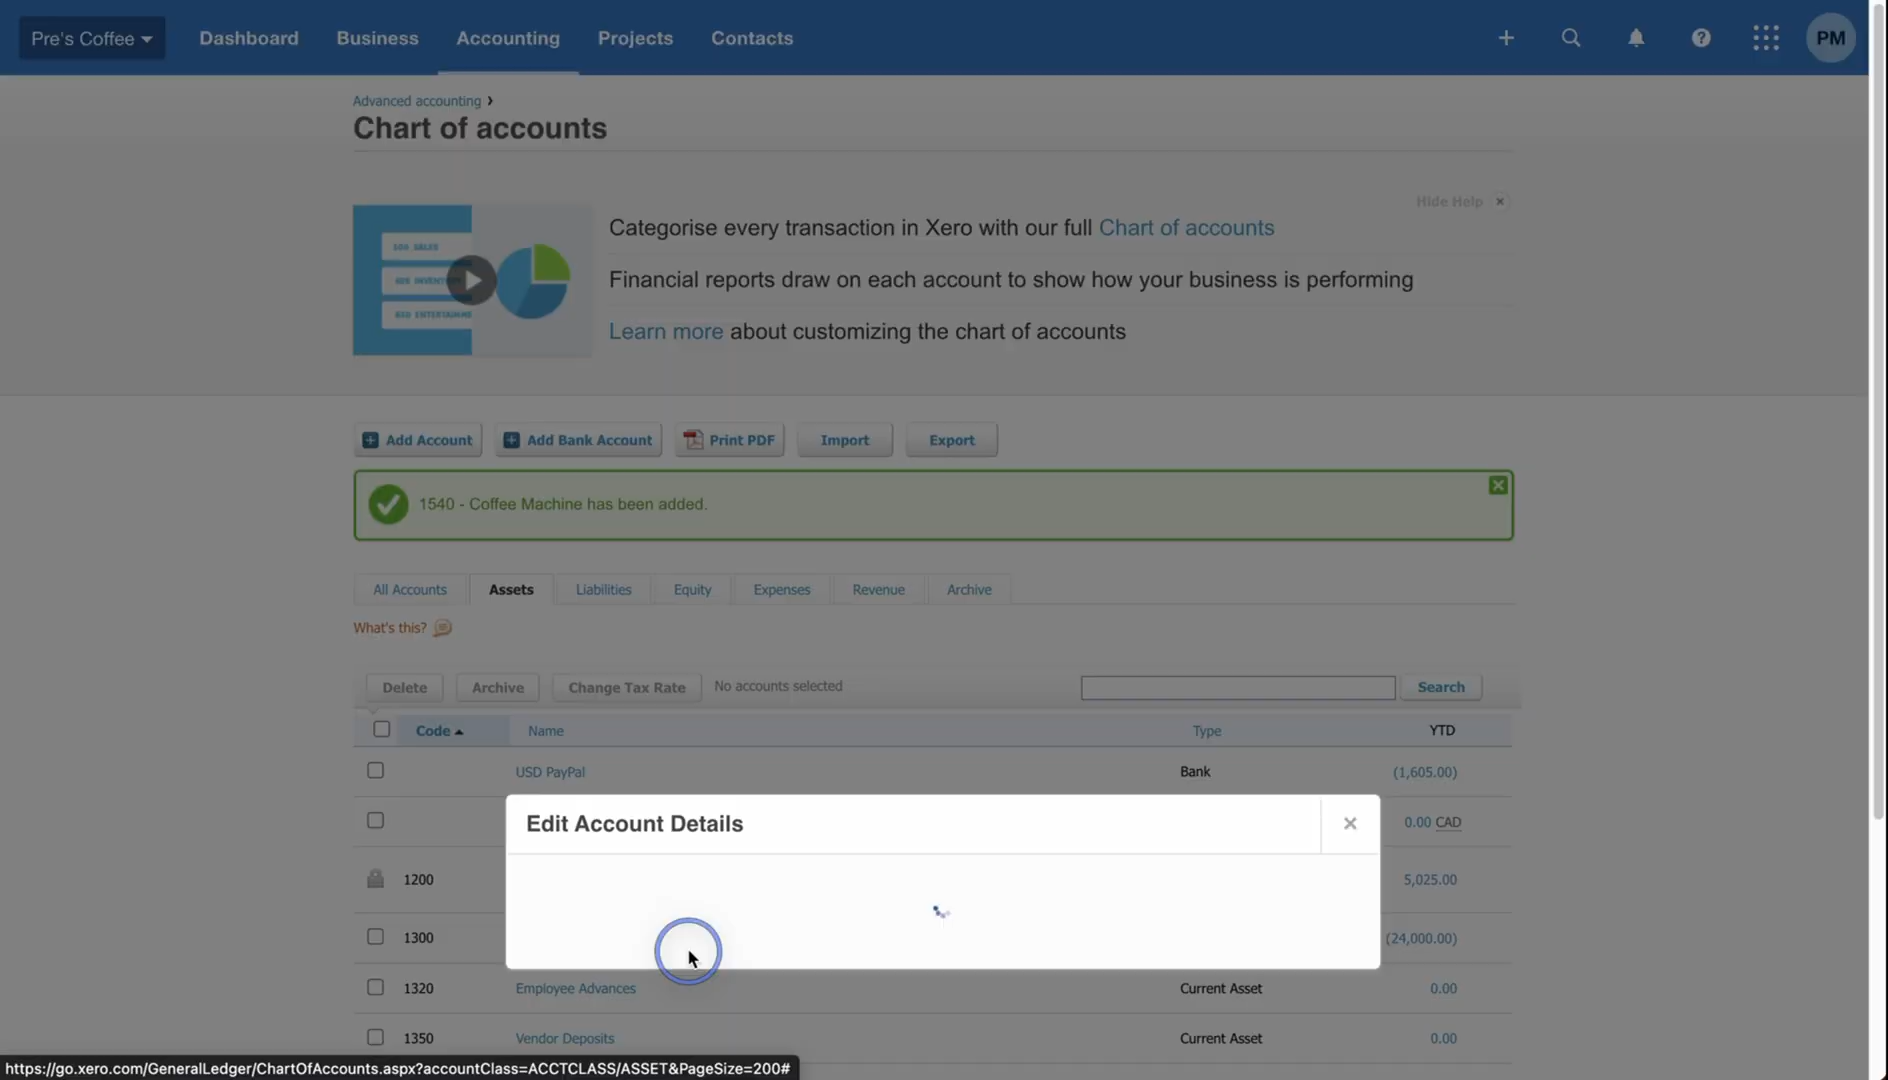 Pre's Coffee
Dashboard
Business
Accounting
Projects
Contacts
PM
Advanced accounting
Chart of accounts
Hide Help
Categorise every transaction in Xero with our full Chart of accounts
Financial reports draw on each account to show how your business is performing
Learn more about customizing the chart of accounts
Add Account
Add Bank Account
Print PDF
Import
Export
1540 - Coffee Machine has been added.
All Accounts
Assets
Liabilities
Equity
Expenses
Revenue
Archive
What's this?
Delete
Archive
Change Tax Rate
No accounts selected
Search
Code
Name
Type
YTD
USD PayPal
Bank
(1,605.00)
Edit Account Details
0.00 CAD
1200
5,025.00
1300
(24,000.00)
1320
Employee Advances
Current Asset
0.00
1350
Vendor Deposits
Current Asset
0.00
https://go.xero.com/GeneralLedger/ChartOfAccounts.aspx?accountClass=ACCTCLASS/ASSET&PageSize=200#